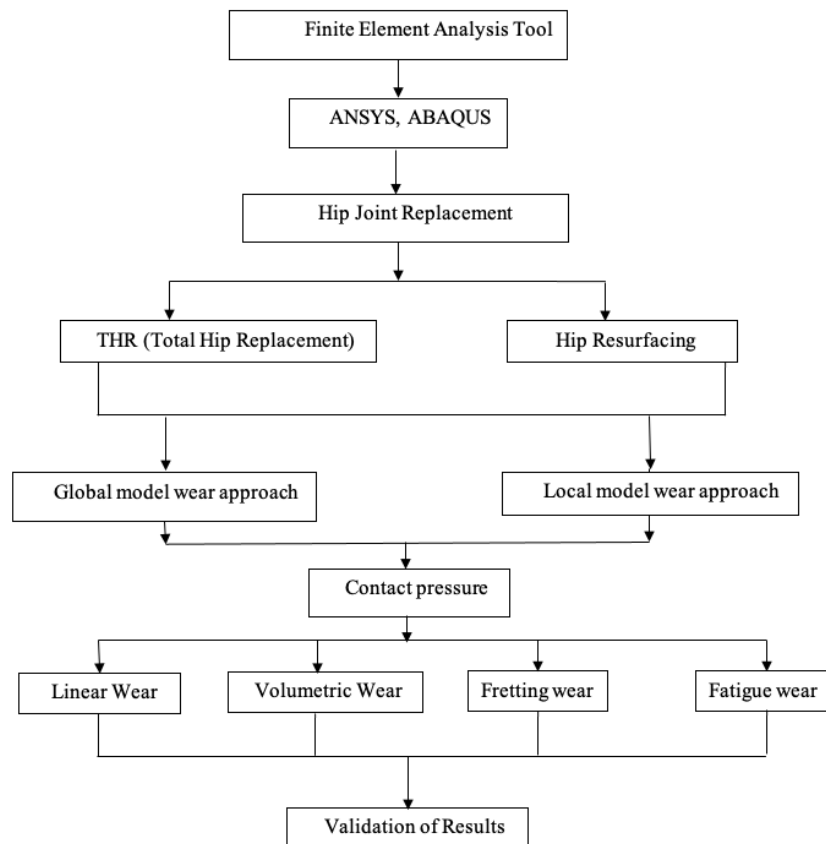 Finite Element Analysis Tool
ANSYS, ABAQUS
Hip Joint Replacement
THR (Total Hip Replacement)
Hip Resurfacing
Global model wear approach
Local model wear approach
Contact pressure
Linear Wear
Volumetric Wear
Fretting wear
Fatigue wear
Validation of Results